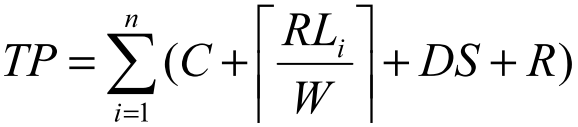 TP = \sum_{i=1}^{n} (C + \left\lceil \frac{RL_i}{W} \right\rceil + DS + R)